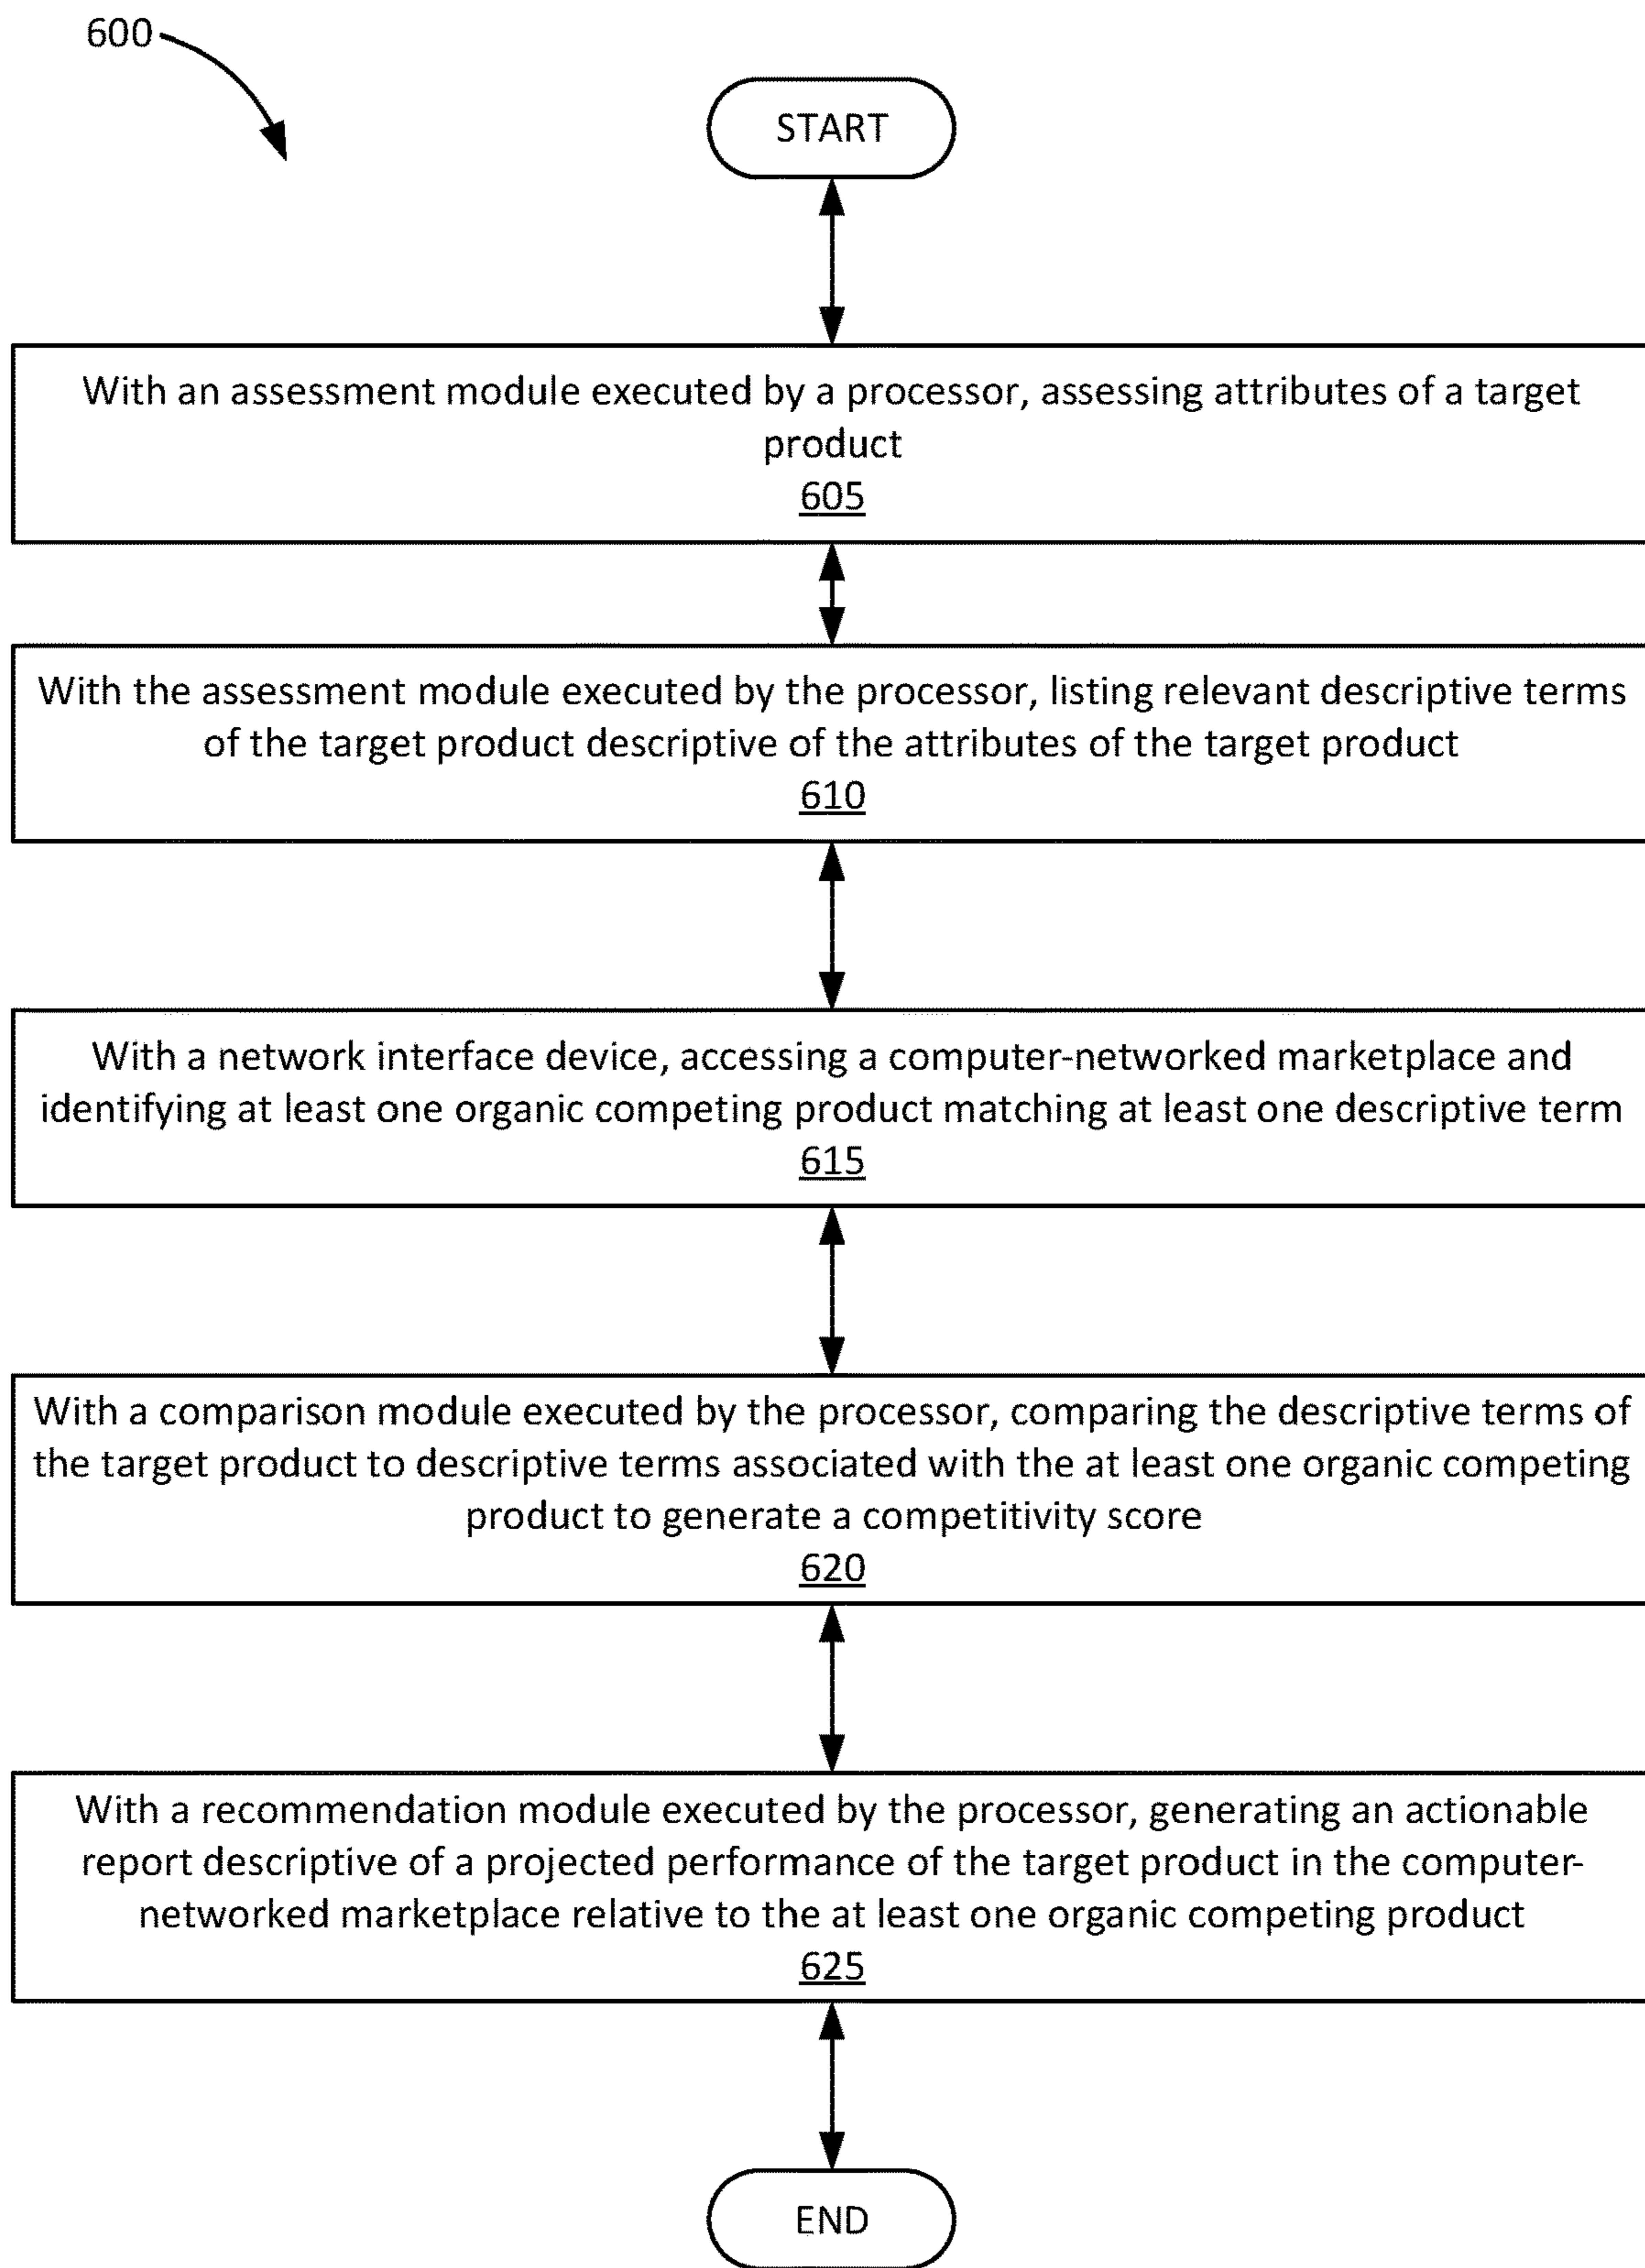 600
START
With an assessment module executed by a processor, assessing attributes of a target
product
605
With the assessment module executed by the processor, listing relevant descriptive terms
of the target product descriptive of the attributes of the target product
610
With a network interface device, accessing a computer-networked marketplace and
identifying at least one organic competing product matching at least one descriptive term
615
With a comparison module executed by the processor, comparing the descriptive terms of
the target product to descriptive terms associated with the at least one organic competing
product to generate a competitivity score
620
With a recommendation module executed by the processor, generating an actionable
report descriptive of a projected performance of the target product in the computer-
networked marketplace relative to the at least one organic competing product
625
END